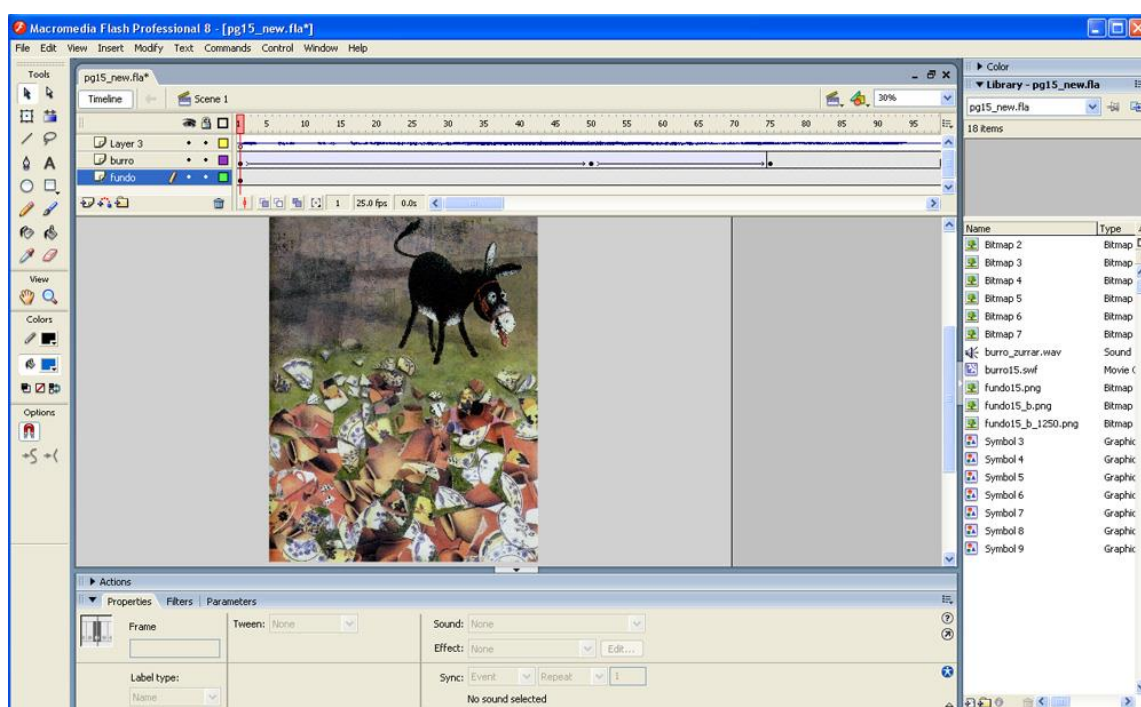 Macromedia Flash Professional 8 - [pg15_new.fla*]
File Edit View Insert Modify Text Commands Control Window Help
Tools
View
Colors
Options
pg15_new.fla*
Timeline Scene 1 30%
1 5 10 15 20 25 30 35 40 45 50 55 60 65 70 75 80 85 90 95
Layer 3
burro
fundo
1 25.0 fps 0.0s
Actions
Properties Filters Parameters
Frame Tween: None Sound: None
Effect: None Edit...
Label type: Sync: Event Repeat 1
Name No sound selected
Color
Library - pg15_new.fla
pg15_new.fla
18 items
Name Type
Bitmap 2 Bitmap
Bitmap 3 Bitmap
Bitmap 4 Bitmap
Bitmap 5 Bitmap
Bitmap 6 Bitmap
Bitmap 7 Bitmap
burro_zurrar.wav Sound
burro15.swf Movie C
fundo15.png Bitmap
fundo15_b.png Bitmap
fundo15_b_1250.png Bitmap
Symbol 3 Graphic
Symbol 4 Graphic
Symbol 5 Graphic
Symbol 6 Graphic
Symbol 7 Graphic
Symbol 8 Graphic
Symbol 9 Graphic